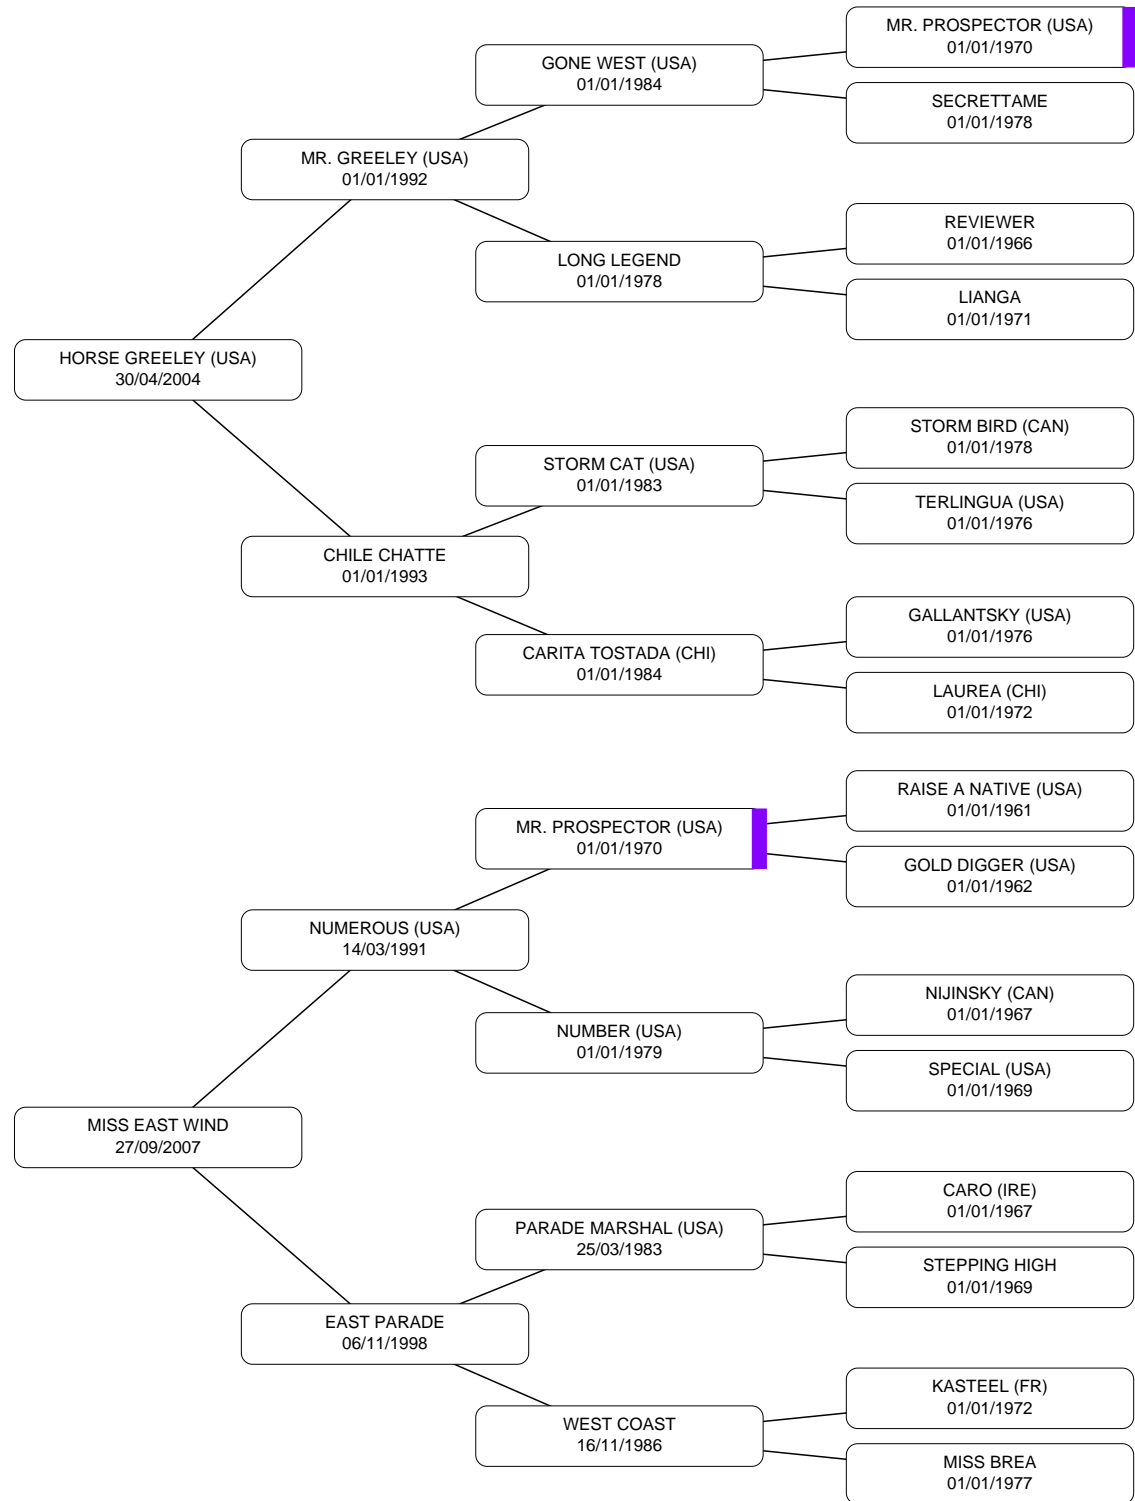 MR. PROSPECTOR (USA)
01/01/1970
GONE WEST (USA)
01/01/1984
SECRETTAME
01/01/1978
MR. GREELEY (USA)
01/01/1992
REVIEWER
01/01/1966
LONG LEGEND
01/01/1978
LIANGA
01/01/1971
HORSE GREELEY (USA)
30/04/2004
STORM BIRD (CAN)
01/01/1978
STORM CAT (USA)
01/01/1983
TERLINGUA (USA)
01/01/1976
CHILE CHATTE
01/01/1993
GALLANTSKY (USA)
01/01/1976
CARITA TOSTADA (CHI)
01/01/1984
LAUREA (CHI)
01/01/1972
RAISE A NATIVE (USA)
01/01/1961
MR. PROSPECTOR (USA)
01/01/1970
GOLD DIGGER (USA)
01/01/1962
NUMEROUS (USA)
14/03/1991
NIJINSKY (CAN)
01/01/1967
NUMBER (USA)
01/01/1979
SPECIAL (USA)
01/01/1969
MISS EAST WIND
27/09/2007
CARO (IRE)
01/01/1967
PARADE MARSHAL (USA)
25/03/1983
STEPPING HIGH
01/01/1969
EAST PARADE
06/11/1998
KASTEEL (FR)
01/01/1972
WEST COAST
16/11/1986
MISS BREA
01/01/1977